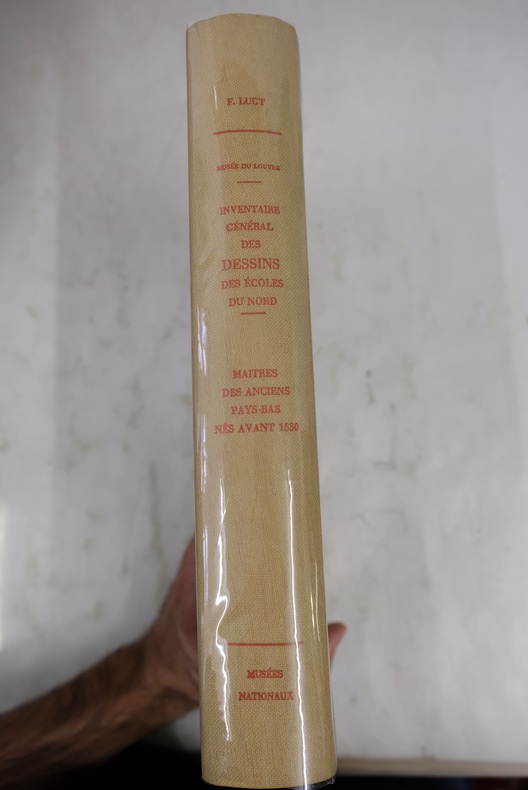 F. LUGT
MUSÉE DU LOUVRE
INVENTAIRE
GÉNÉRAL
DES
DESSINS
DES ÉCOLES
DU NORD
MAITRES
DES ANCIENS
PAYS-BAS
NÉS AVANT 1550
MUSÉES
NATIONAUX